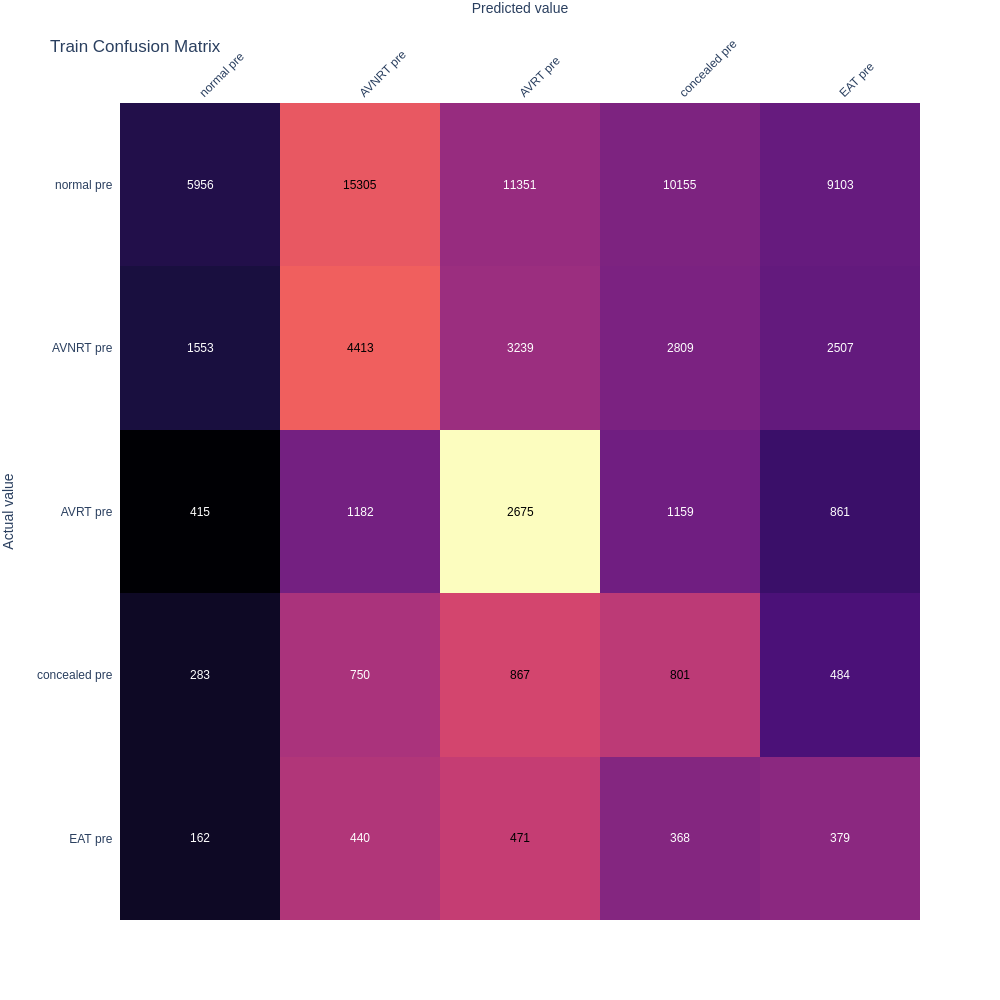 Predicted value
Train Confusion Matrix
normal pre AVNRT pre AVRT pre concealed pre EAT pre
normal pre 5956 15305 11351 10155 9103
AVNRT pre 1553 4413 3239 2809 2507
AVRT pre 415 1182 2675 1159 861
concealed pre 283 750 867 801 484
EAT pre 162 440 471 368 379
Actual value